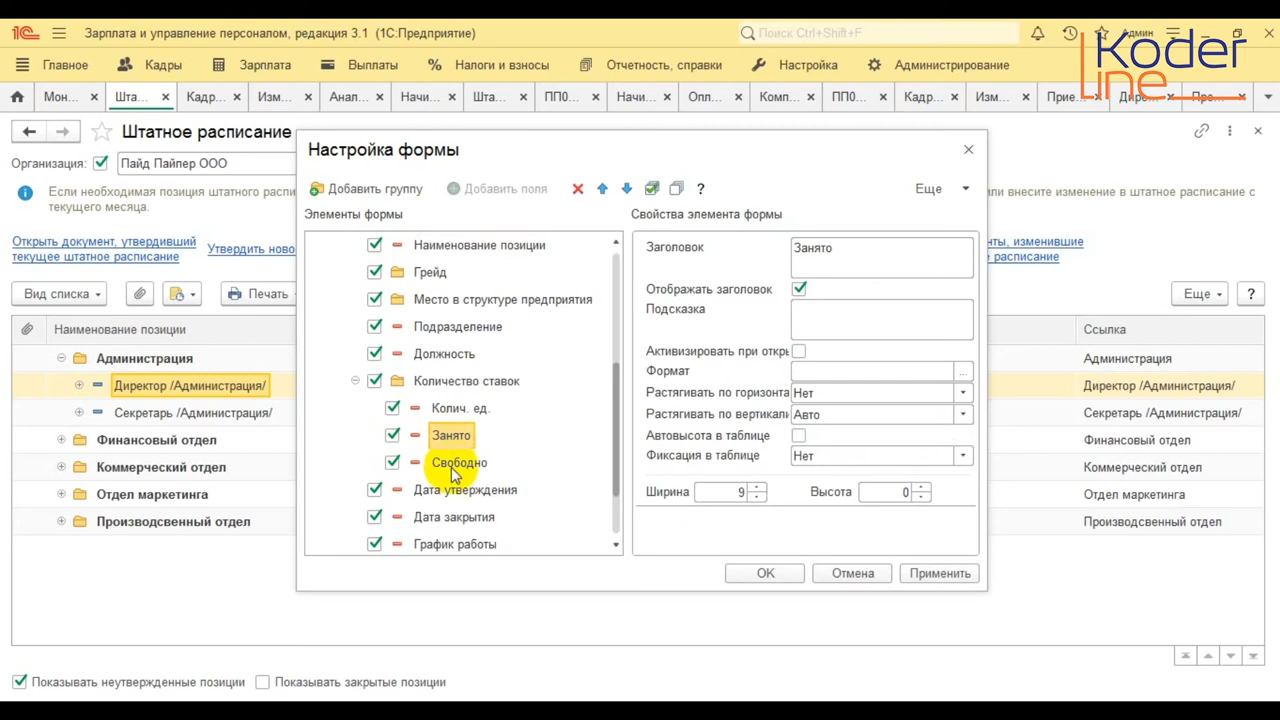 Зарплата и управление персоналом, редакция 3.1 (1С:Предприятие)
Поиск Ctrl+Shift+F
Админ
Koder
line
Главное
Кадры
Зарплата
Выплаты
Налоги и взносы
Отчетность, справки
Настройка
Администрирование
Мон...
Шта...
Кадр...
Изм...
Анал...
Начи...
Шта...
ПП0...
Начи...
Опл...
Комп...
ПП0...
Кадр...
Изм...
Прие...
Дире...
Про...
Штатное расписание
Организация:
Пайд Пайпер ООО
Если необходимая позиция штатного распи
или внесите изменение в штатное расписание с
текущего месяца.
Открыть документ, утвердивший
текущее штатное расписание
Утвердить ново
нты, изменившие
е расписание
Вид списка
Печать
Еще
?
Наименование позиции
Ссылка
Администрация
Администрация
Директор /Администрация/
Директор /Администрация/
Секретарь /Администрация/
Секретарь /Администрация/
Финансовый отдел
Финансовый отдел
Коммерческий отдел
Коммерческий отдел
Отдел маркетинга
Отдел маркетинга
Производсвенный отдел
Производсвенный отдел
Показывать неутвержденные позиции
Показывать закрытые позиции
Настройка формы
Добавить группу
Добавить поля
?
Еще
Элементы формы
Наименование позиции
Грейд
Место в структуре предприятия
Подразделение
Должность
Количество ставок
Колич. ед.
Занято
Свободно
Дата утверждения
Дата закрытия
График работы
Свойства элемента формы
Заголовок
Занято
Отображать заголовок
Подсказка
Активизировать при откры
Формат
...
Растягивать по горизонта
Нет
Растягивать по вертикали
Авто
Автовысота в таблице
Фиксация в таблице
Нет
Ширина
9
Высота
0
OK
Отмена
Применить